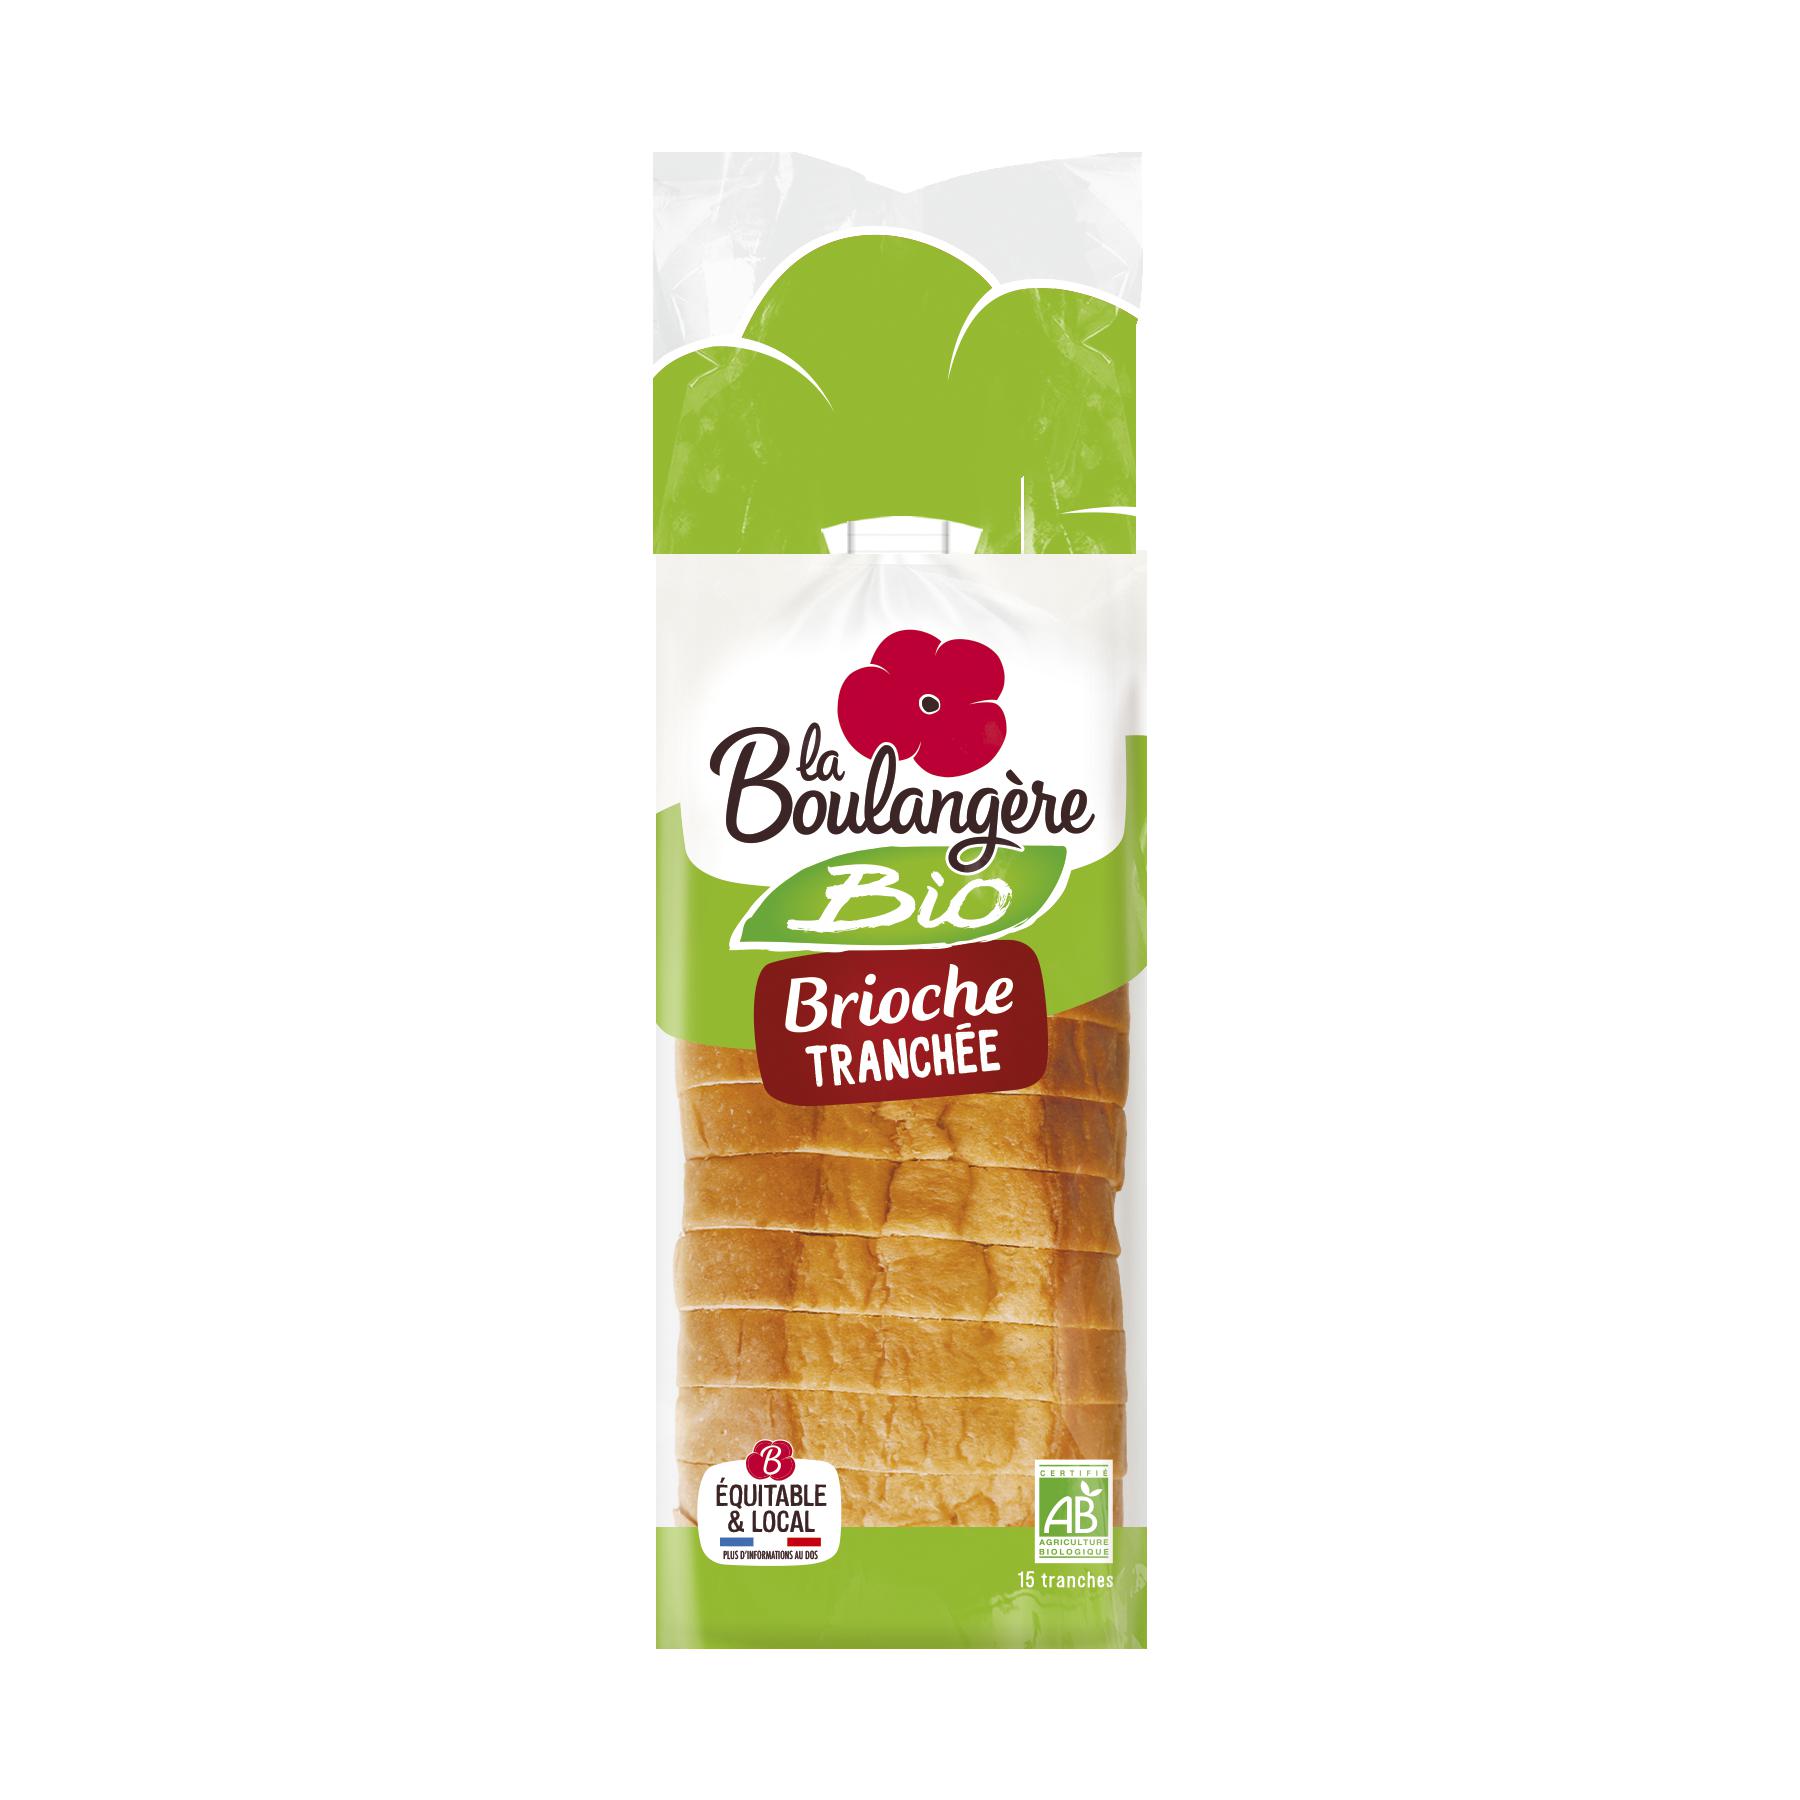 la
Boulangère
Bio
Brioche
TRANCHÉE
B
ÉQUITABLE
& LOCAL
PLUS D'INFORMATIONS AU DOS
CERTIFIÉ
AB
AGRICULTURE
BIOLOGIQUE
15 tranches